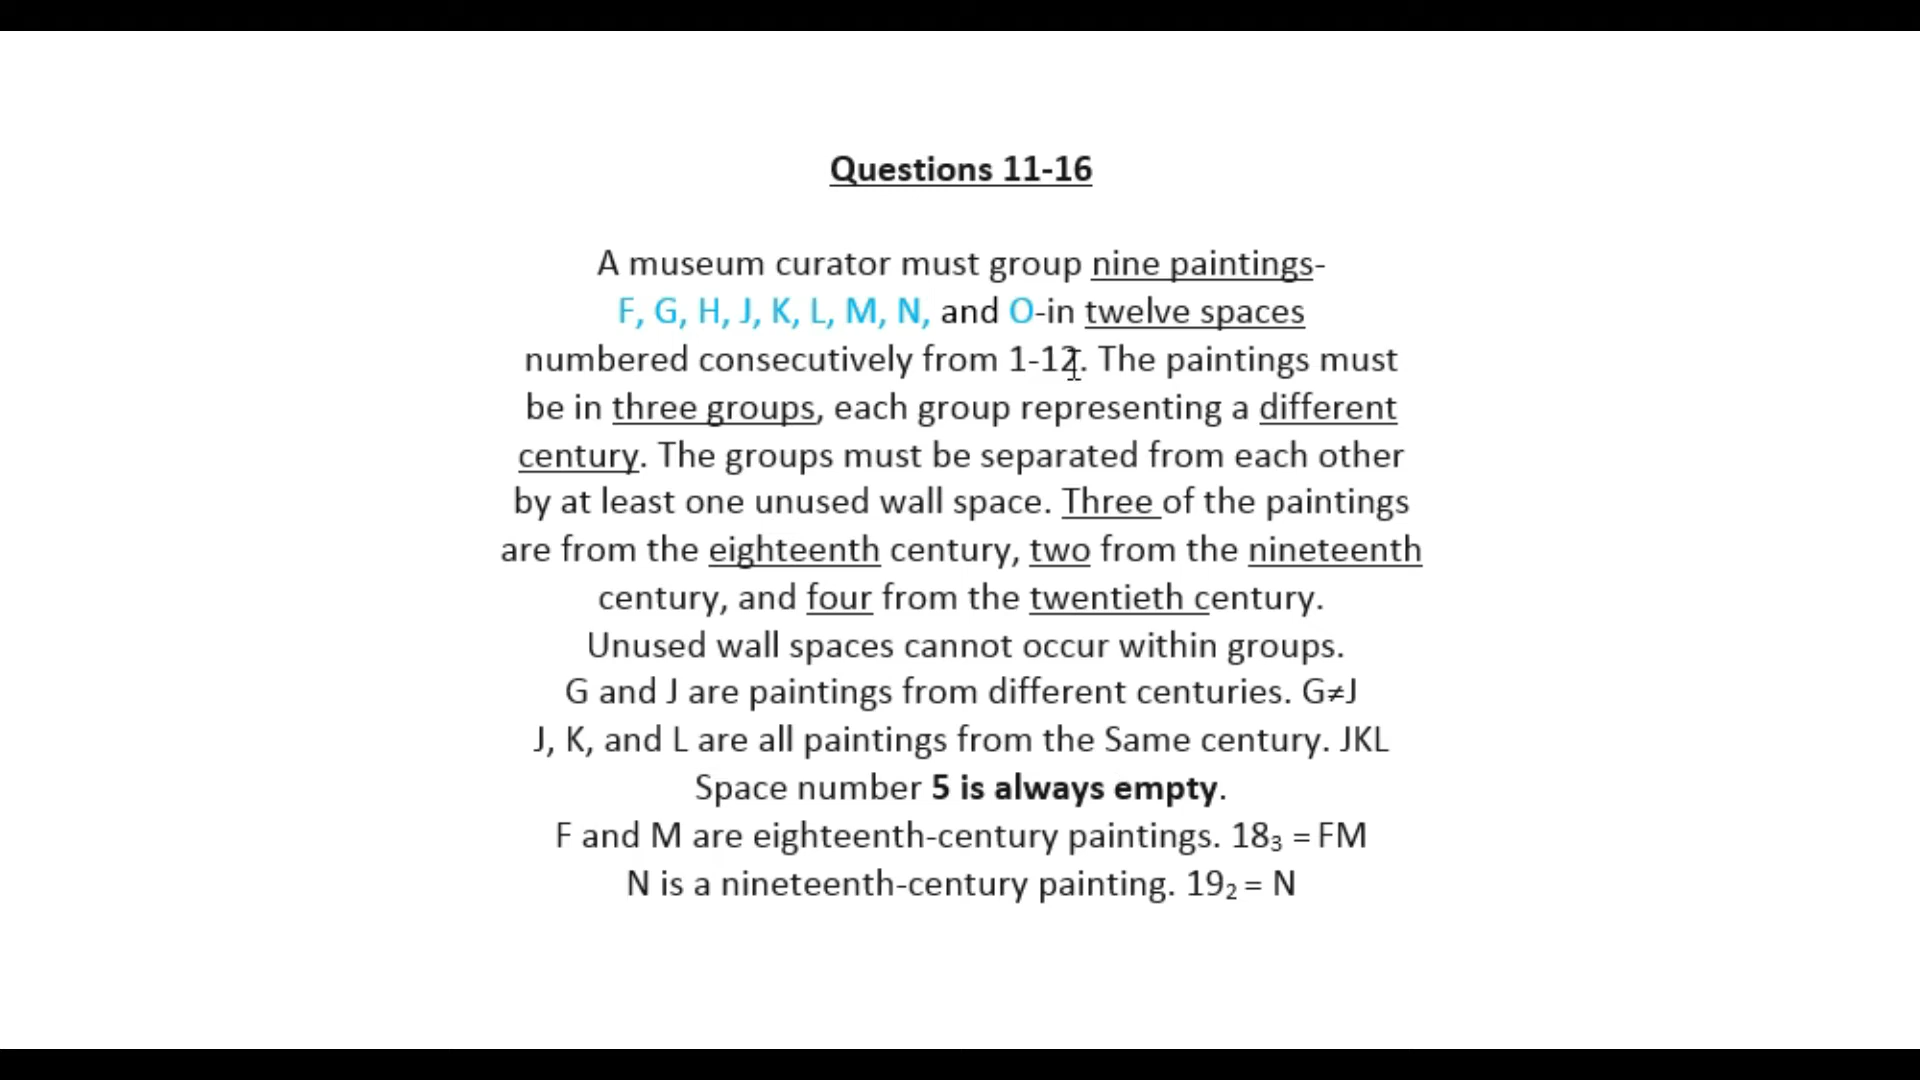 Questions 11-16
A museum curator must group nine paintings-
F, G, H, J, K, L, M, N, and O-in twelve spaces
numbered consecutively from 1-12. The paintings must
be in three groups, each group representing a different
century. The groups must be separated from each other
by at least one unused wall space. Three of the paintings
are from the eighteenth century, two from the nineteenth
century, and four from the twentieth century.
Unused wall spaces cannot occur within groups.
G and J are paintings from different centuries. G≠J
J, K, and L are all paintings from the Same century. JKL
Space number 5 is always empty.
F and M are eighteenth-century paintings. 18₃ = FM
N is a nineteenth-century painting. 19₂ = N